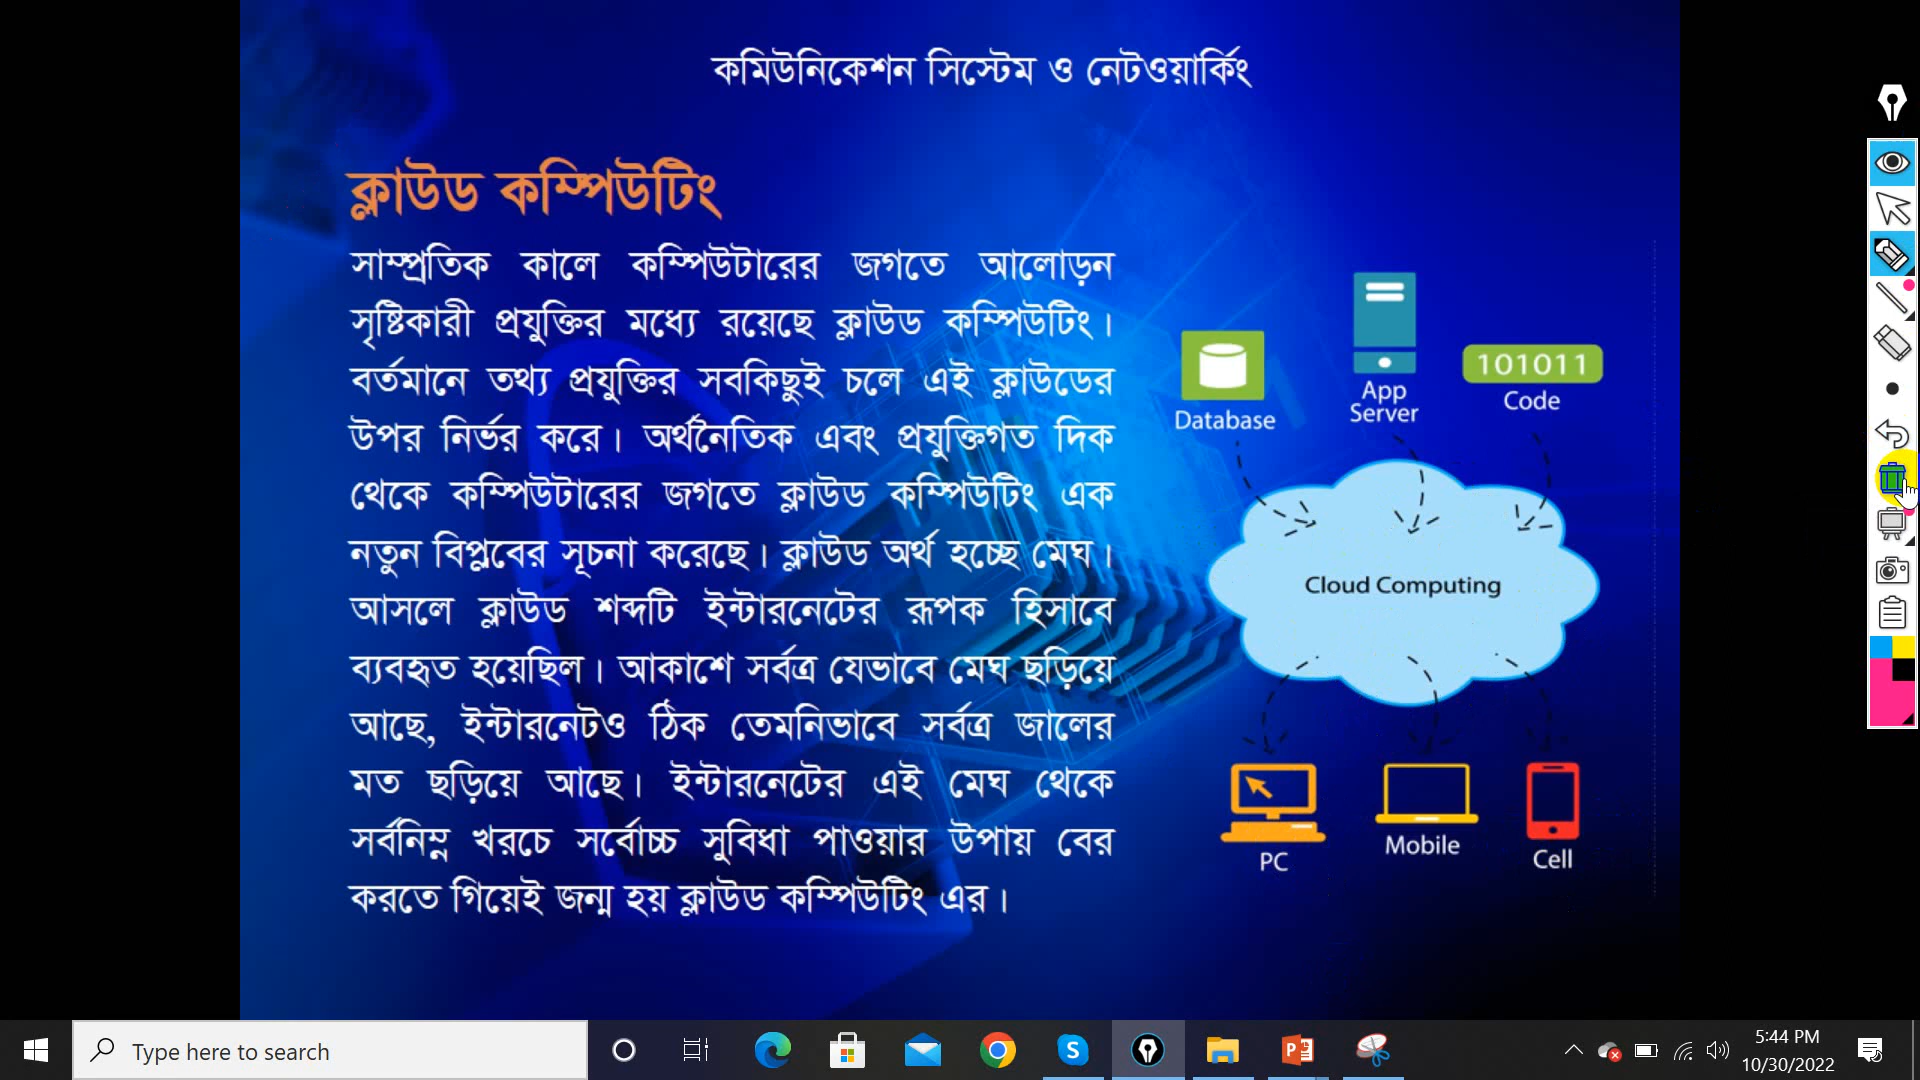 কমিউনিকেশন সিস্টেম ও নেটওয়ার্কিং
ক্লাউড কম্পিউটিং
সাম্প্রতিক কালে কম্পিউটারের জগতে আলোড়ন
সৃষ্টিকারী প্রযুক্তির মধ্যে রয়েছে ক্লাউড কম্পিউটিং।
বর্তমানে তথ্য প্রযুক্তির সবকিছুই চলে এই ক্লাউডের
উপর নির্ভর করে। অর্থনৈতিক এবং প্রযুক্তিগত দিক
থেকে কম্পিউটারের জগতে ক্লাউড কম্পিউটিং এক
নতুন বিপ্লবের সূচনা করেছে। ক্লাউড অর্থ হচ্ছে মেঘ।
আসলে ক্লাউড শব্দটি ইন্টারনেটের রূপক হিসাবে
ব্যবহৃত হয়েছিল। আকাশে সর্বত্র যেভাবে মেঘ ছড়িয়ে
আছে, ইন্টারনেটও ঠিক তেমনিভাবে সর্বত্র জালের
মত ছড়িয়ে আছে। ইন্টারনেটের এই মেঘ থেকে
সর্বনিম্ন খরচে সর্বোচ্চ সুবিধা পাওয়ার উপায় বের
করতে গিয়েই জন্ম হয় ক্লাউড কম্পিউটিং এর।
Database
App
Server
101011
Code
Cloud Computing
PC
Mobile
Cell
Type here to search
5:44 PM
10/30/2022